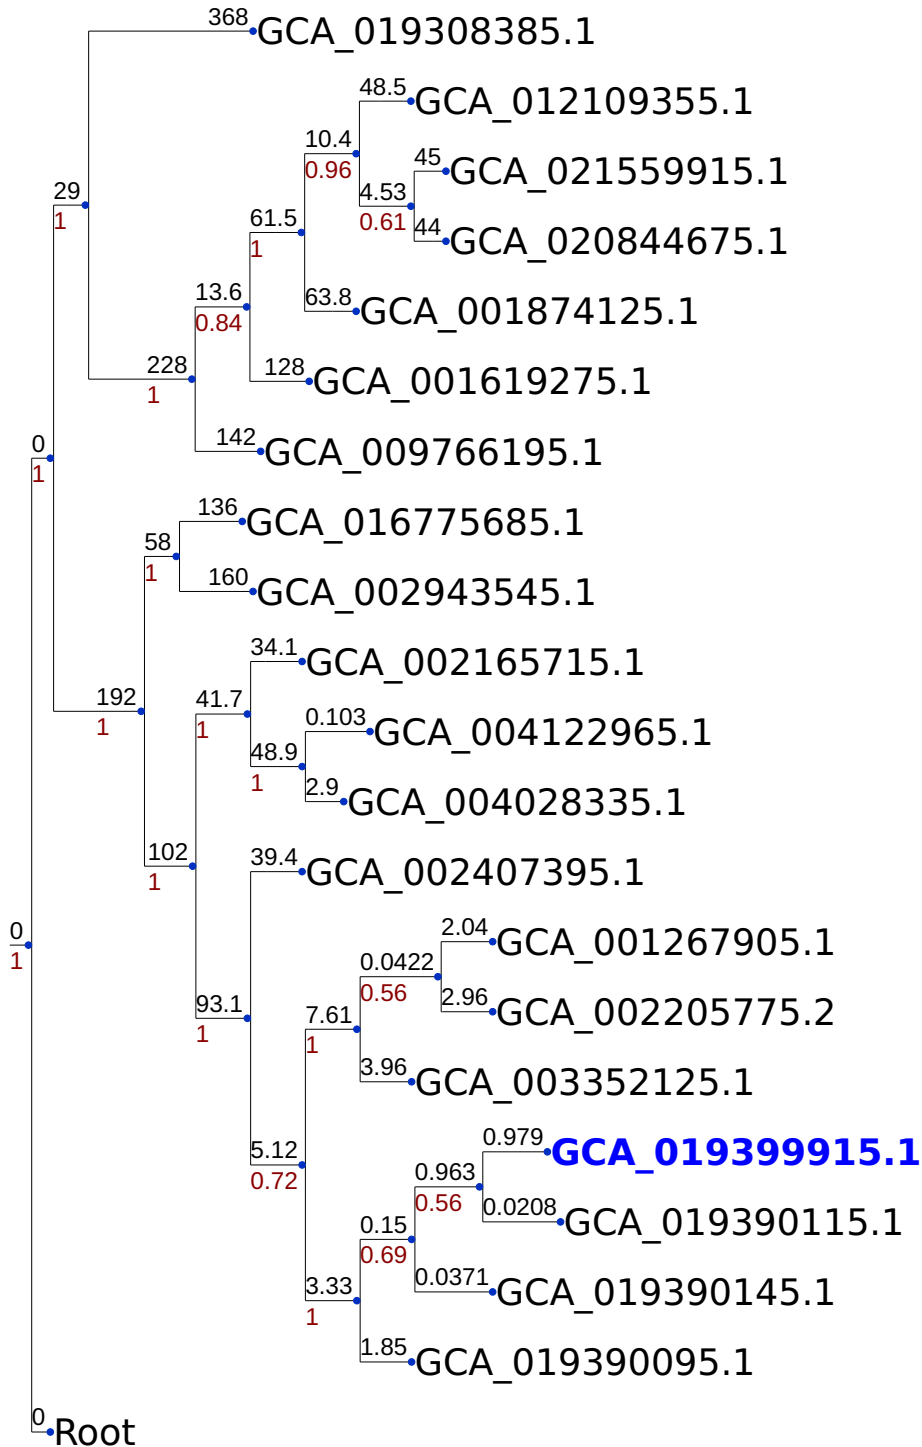 368
GCA_019308385.1
48.5
GCA_012109355.1
10.4
0.96
45
GCA_021559915.1
29
1
4.53
0.61
61.5
1
44
GCA_020844675.1
13.6
0.84
63.8
GCA_001874125.1
228
1
128
GCA_001619275.1
0
1
142
GCA_009766195.1
136
GCA_016775685.1
58
1
160
GCA_002943545.1
34.1
GCA_002165715.1
192
1
41.7
1
0.103
GCA_004122965.1
48.9
1
2.9
GCA_004028335.1
102
1
39.4
GCA_002407395.1
0
1
2.04
GCA_001267905.1
0.0422
0.56
93.1
1
7.61
1
2.96
GCA_002205775.2
3.96
GCA_003352125.1
5.12
0.72
0.979
GCA_019399915.1
0.963
0.56
0.0208
GCA_019390115.1
0.15
0.69
0.0371
GCA_019390145.1
3.33
1
1.85
GCA_019390095.1
0
Root